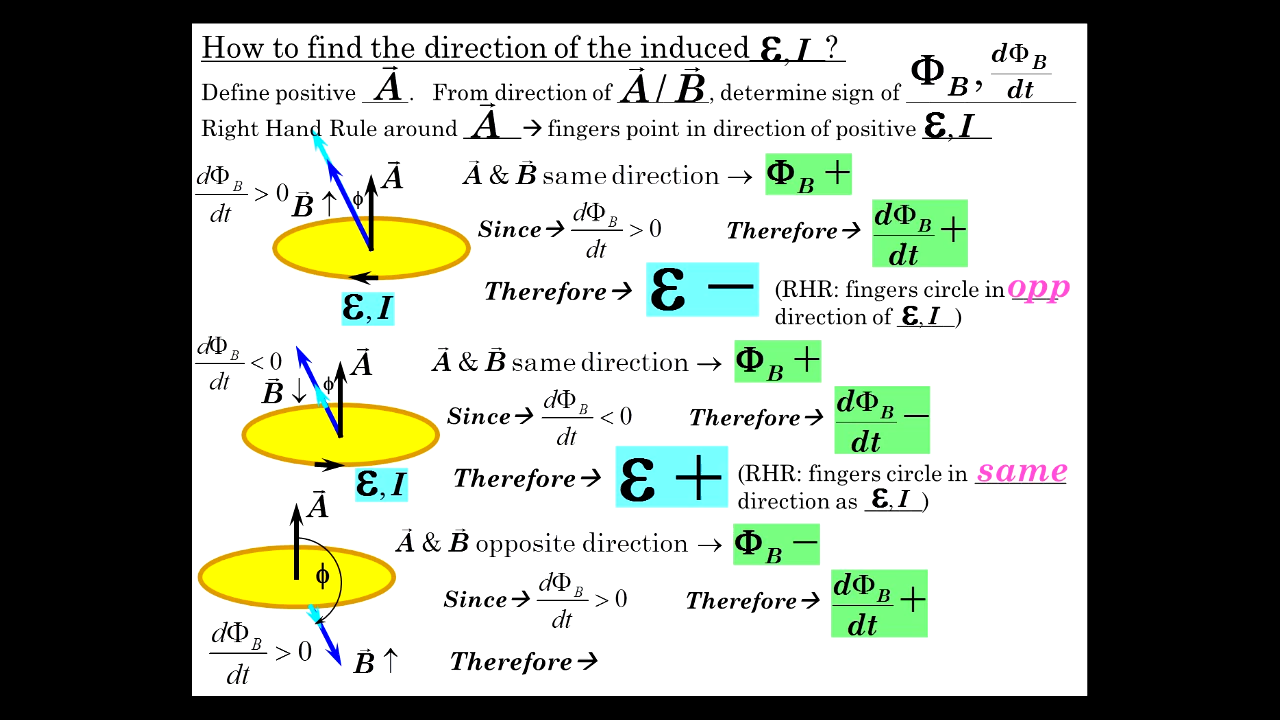 How to find the direction of the induced ℰ, I ?
Define positive A⃗. From direction of A⃗ / B⃗, determine sign of Φ_B, dΦ_B/dt
Right Hand Rule around A⃗ → fingers point in direction of positive ℰ, I
dΦ_B/dt > 0 B⃗ ↑ ϕ A⃗
A⃗ & B⃗ same direction → Φ_B +
Since→ dΦ_B/dt > 0 Therefore→ dΦ_B/dt +
Therefore→ ℰ − (RHR: fingers circle in opp
direction of ℰ, I )
ℰ, I
dΦ_B/dt < 0 B⃗ ↓ ϕ A⃗
A⃗ & B⃗ same direction → Φ_B +
Since→ dΦ_B/dt < 0 Therefore→ dΦ_B/dt −
Therefore→ ℰ + (RHR: fingers circle in same
direction as ℰ, I )
ℰ, I
A⃗
ϕ
A⃗ & B⃗ opposite direction → Φ_B −
Since→ dΦ_B/dt > 0 Therefore→ dΦ_B/dt +
dΦ_B/dt > 0 B⃗ ↑
Therefore→